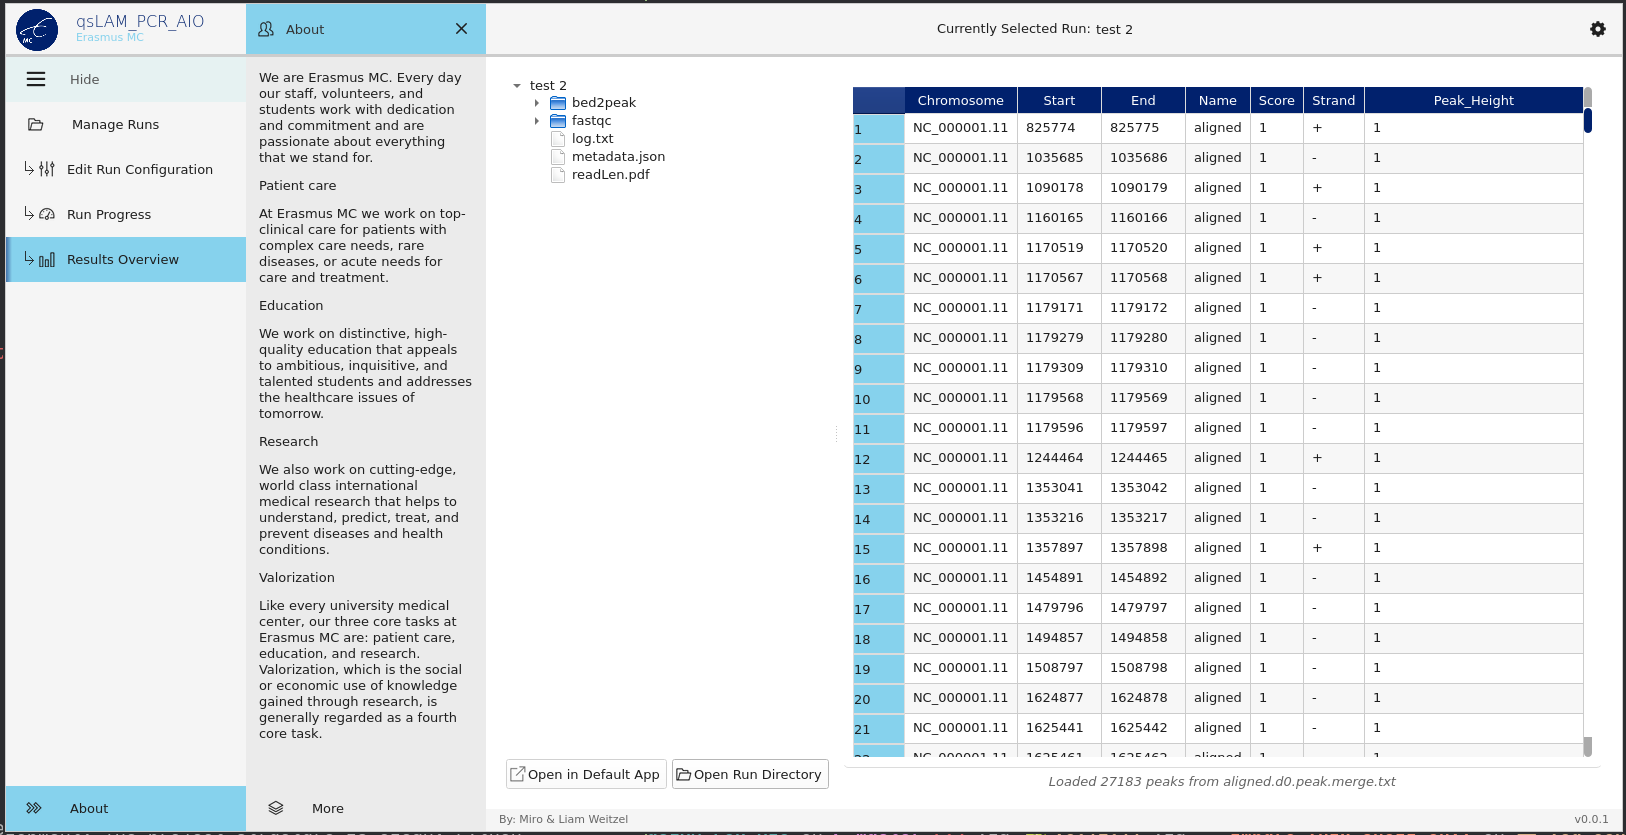 qsLAM_PCR_AIO
Erasmus MC
MC
Hide
Manage Runs
Edit Run Configuration
Run Progress
Results Overview
About
About
We are Erasmus MC. Every day
our staff, volunteers, and
students work with dedication
and commitment and are
passionate about everything
that we stand for.
Patient care
At Erasmus MC we work on top-
clinical care for patients with
complex care needs, rare
diseases, or acute needs for
care and treatment.
Education
We work on distinctive, high-
quality education that appeals
to ambitious, inquisitive, and
talented students and addresses
the healthcare issues of
tomorrow.
Research
We also work on cutting-edge,
world class international
medical research that helps to
understand, predict, treat, and
prevent diseases and health
conditions.
Valorization
Like every university medical
center, our three core tasks at
Erasmus MC are: patient care,
education, and research.
Valorization, which is the social
or economic use of knowledge
gained through research, is
generally regarded as a fourth
core task.
More
Currently Selected Run: test 2
test 2
bed2peak
fastqc
log.txt
metadata.json
readLen.pdf
Open in Default App
Open Run Directory
Chromosome Start End Name Score Strand Peak_Height
1 NC_000001.11 825774 825775 aligned 1 + 1
2 NC_000001.11 1035685 1035686 aligned 1 - 1
3 NC_000001.11 1090178 1090179 aligned 1 + 1
4 NC_000001.11 1160165 1160166 aligned 1 - 1
5 NC_000001.11 1170519 1170520 aligned 1 + 1
6 NC_000001.11 1170567 1170568 aligned 1 + 1
7 NC_000001.11 1179171 1179172 aligned 1 - 1
8 NC_000001.11 1179279 1179280 aligned 1 - 1
9 NC_000001.11 1179309 1179310 aligned 1 - 1
10 NC_000001.11 1179568 1179569 aligned 1 - 1
11 NC_000001.11 1179596 1179597 aligned 1 - 1
12 NC_000001.11 1244464 1244465 aligned 1 + 1
13 NC_000001.11 1353041 1353042 aligned 1 - 1
14 NC_000001.11 1353216 1353217 aligned 1 - 1
15 NC_000001.11 1357897 1357898 aligned 1 + 1
16 NC_000001.11 1454891 1454892 aligned 1 - 1
17 NC_000001.11 1479796 1479797 aligned 1 - 1
18 NC_000001.11 1494857 1494858 aligned 1 - 1
19 NC_000001.11 1508797 1508798 aligned 1 - 1
20 NC_000001.11 1624877 1624878 aligned 1 - 1
21 NC_000001.11 1625441 1625442 aligned 1 - 1
Loaded 27183 peaks from aligned.d0.peak.merge.txt
By: Miro & Liam Weitzel
v0.0.1